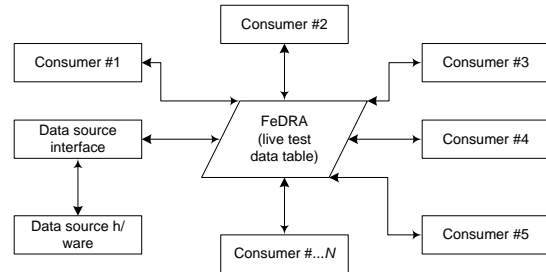 Consumer #2
Consumer #1
Consumer #3
FeDRA
(live test
data table)
Data source
interface
Consumer #4
Data source h/
ware
Consumer #...N
Consumer #5